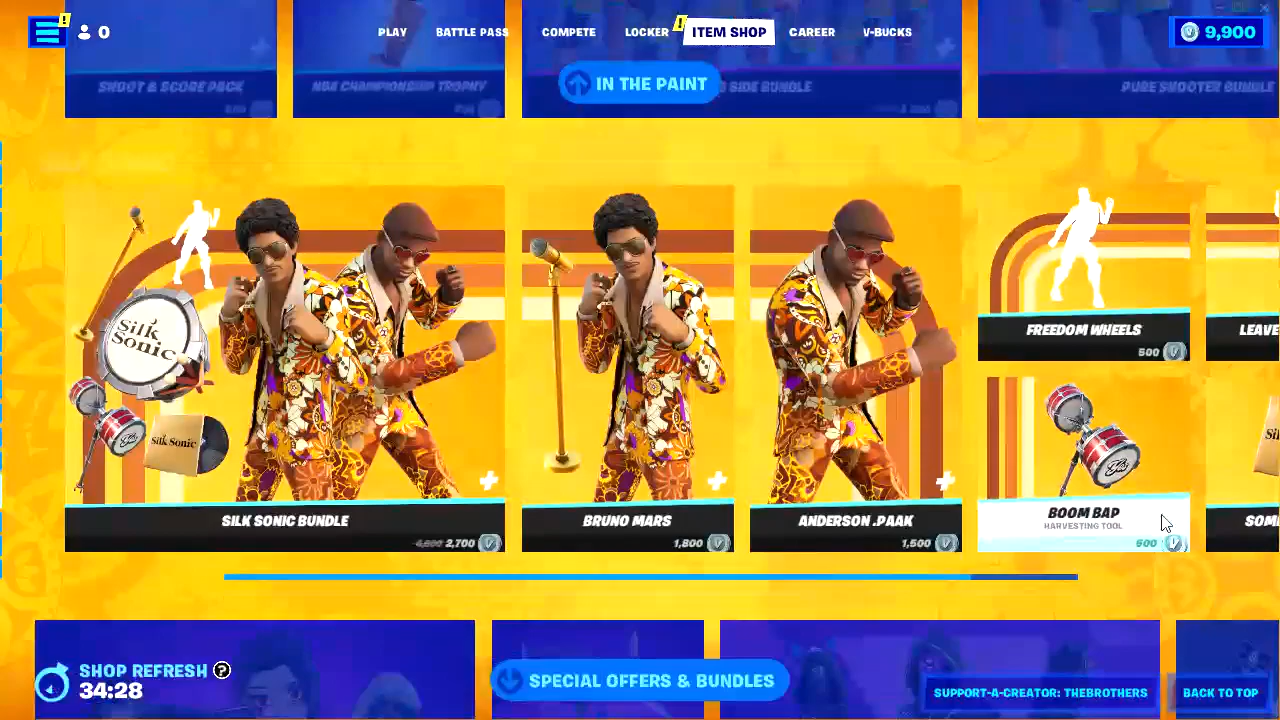 !
0
PLAY
BATTLE PASS
COMPETE
LOCKER
!
ITEM SHOP
CAREER
V-BUCKS
9,900
SHOOT & SCORE PACK
NBA CHAMPIONSHIP TROPHY
IN THE PAINT
SIDE BUNDLE
PURE SHOOTER BUNDLE
Silk
Sonic
Silk Sonic
SILK SONIC BUNDLE
2,700
BRUNO MARS
1,800
ANDERSON .PAAK
1,500
FREEDOM WHEELS
500
LEAVE
BOOM BAP
HARVESTING TOOL
500
SOM
SHOP REFRESH ?
34:28
SPECIAL OFFERS & BUNDLES
SUPPORT-A-CREATOR: THEBROTHERS
BACK TO TOP